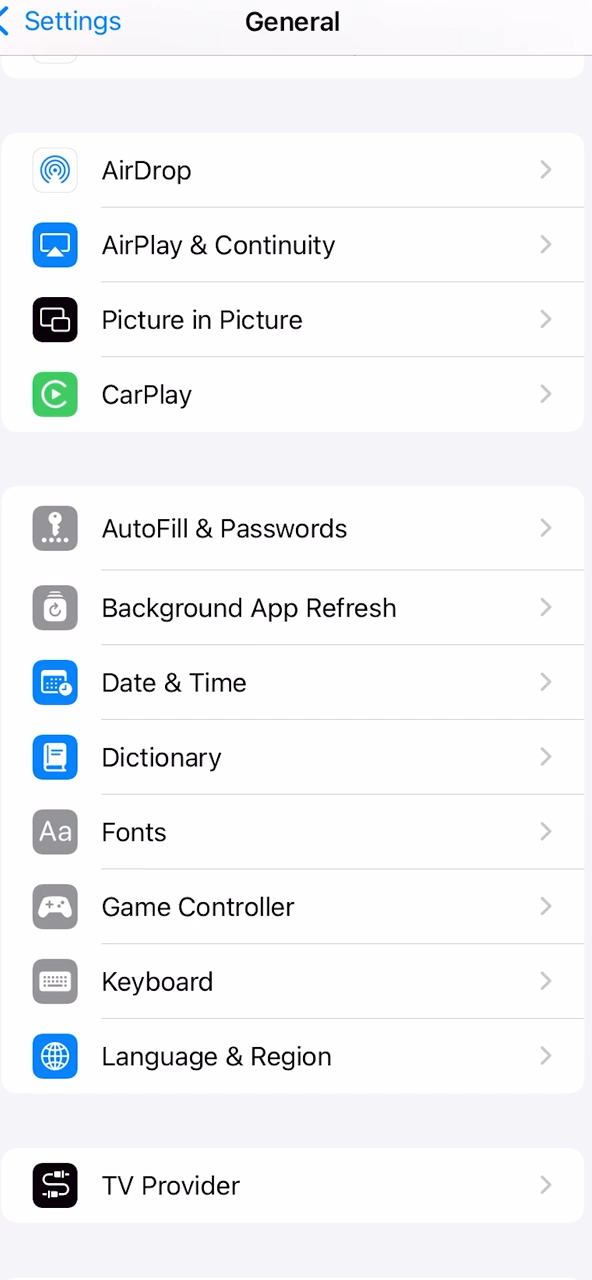 Settings
General
AirDrop
AirPlay & Continuity
Picture in Picture
CarPlay
AutoFill & Passwords
Background App Refresh
Date & Time
Dictionary
Aa
Fonts
Game Controller
Keyboard
Language & Region
TV Provider